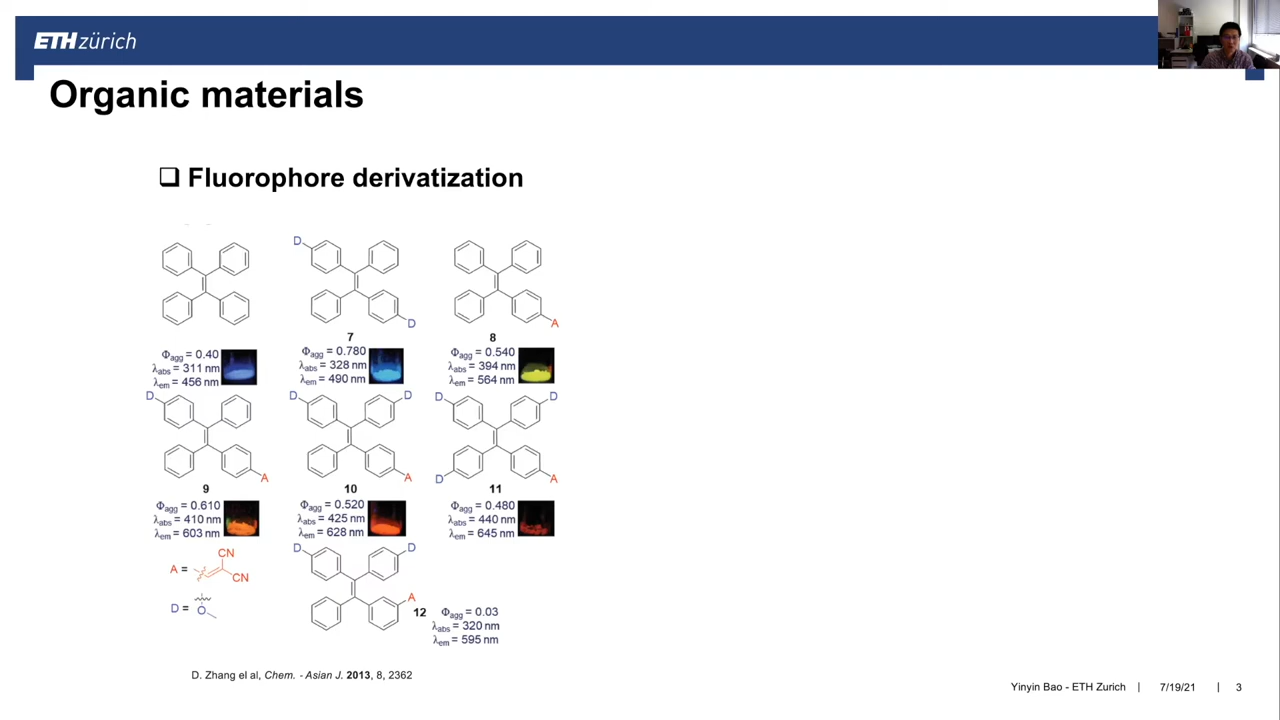 ETH zürich
Organic materials
❑ Fluorophore derivatization
D
D
7
A
8
Φagg = 0.40
λabs = 311 nm
λem = 456 nm
Φagg = 0.780
λabs = 328 nm
λem = 490 nm
Φagg = 0.540
λabs = 394 nm
λem = 564 nm
D
A
9
D
D
A
10
D
D
D
A
11
Φagg = 0.610
λabs = 410 nm
λem = 603 nm
Φagg = 0.520
λabs = 425 nm
λem = 628 nm
Φagg = 0.480
λabs = 440 nm
λem = 645 nm
A =
CN
CN
D =
O
D
D
A
12
Φagg = 0.03
λabs = 320 nm
λem = 595 nm
D. Zhang el al, Chem. - Asian J. 2013, 8, 2362
Yinyin Bao - ETH Zurich | 7/19/21 | 3